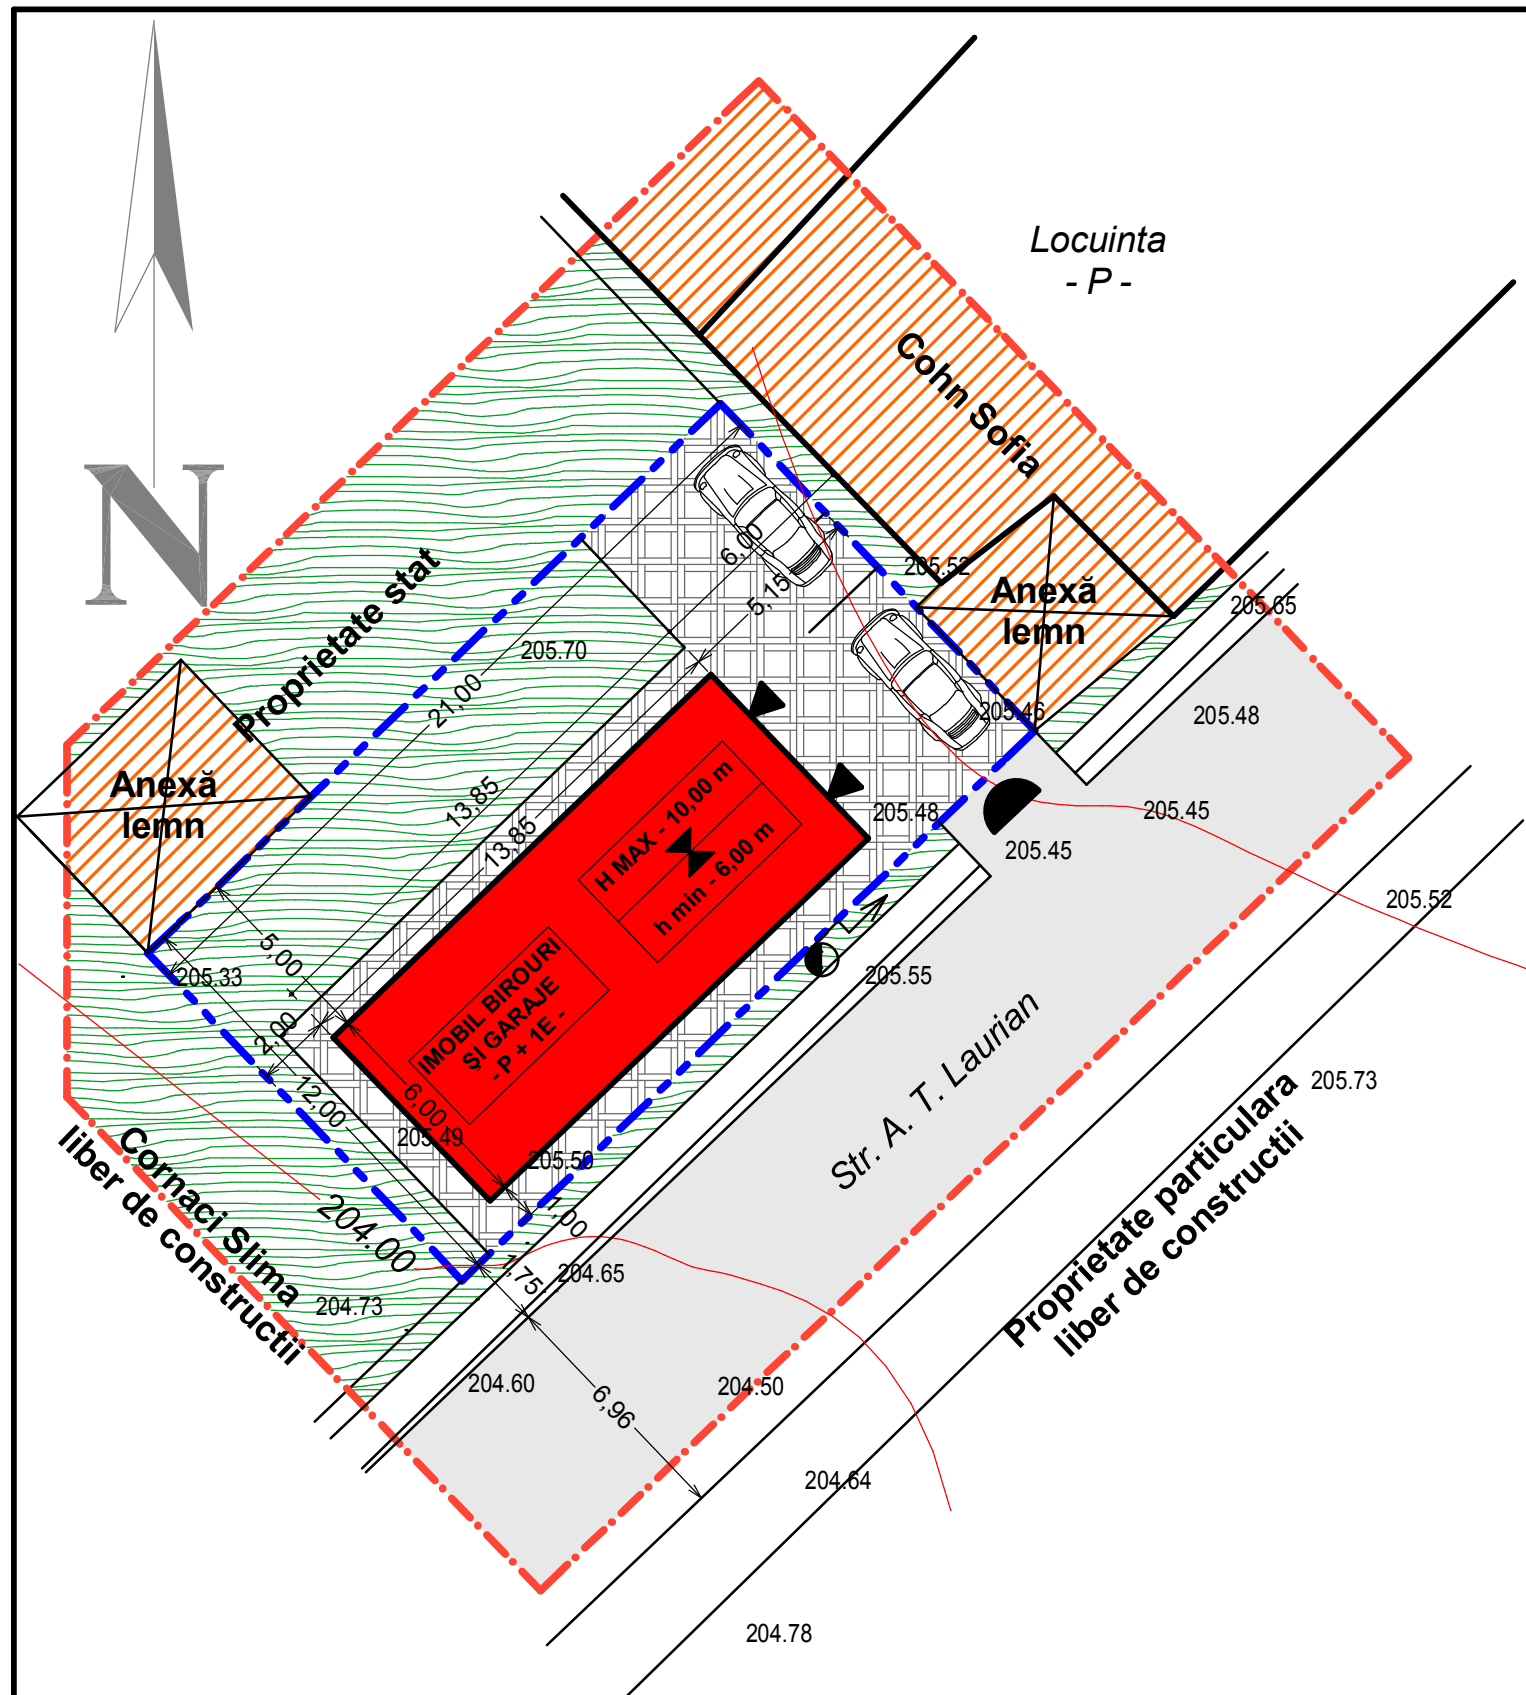 Locuinta
- P -
Cohn Sofia
N
6,00
5,15
205.52
Anexă
lemn
205.65
Proprietate stat
205.70
21,00
205.46
205.48
Anexă
lemn
13,85
13,85
H MAX - 10,00 m
h min - 6,00 m
205.48
205.45
205.45
205.52
5,00
205.33
205.55
2,00
IMOBIL BIROURI
ȘI GARAJE
- P + 1E -
12,00
6,00
205.49
205.50
Str. A. T. Laurian
205.73
Cornaci Slima
liber de constructii
204.00
1,00
1,75
204.65
204.73
Proprietate particulara
liber de constructii
204.60
6,96
204.50
204.64
204.78